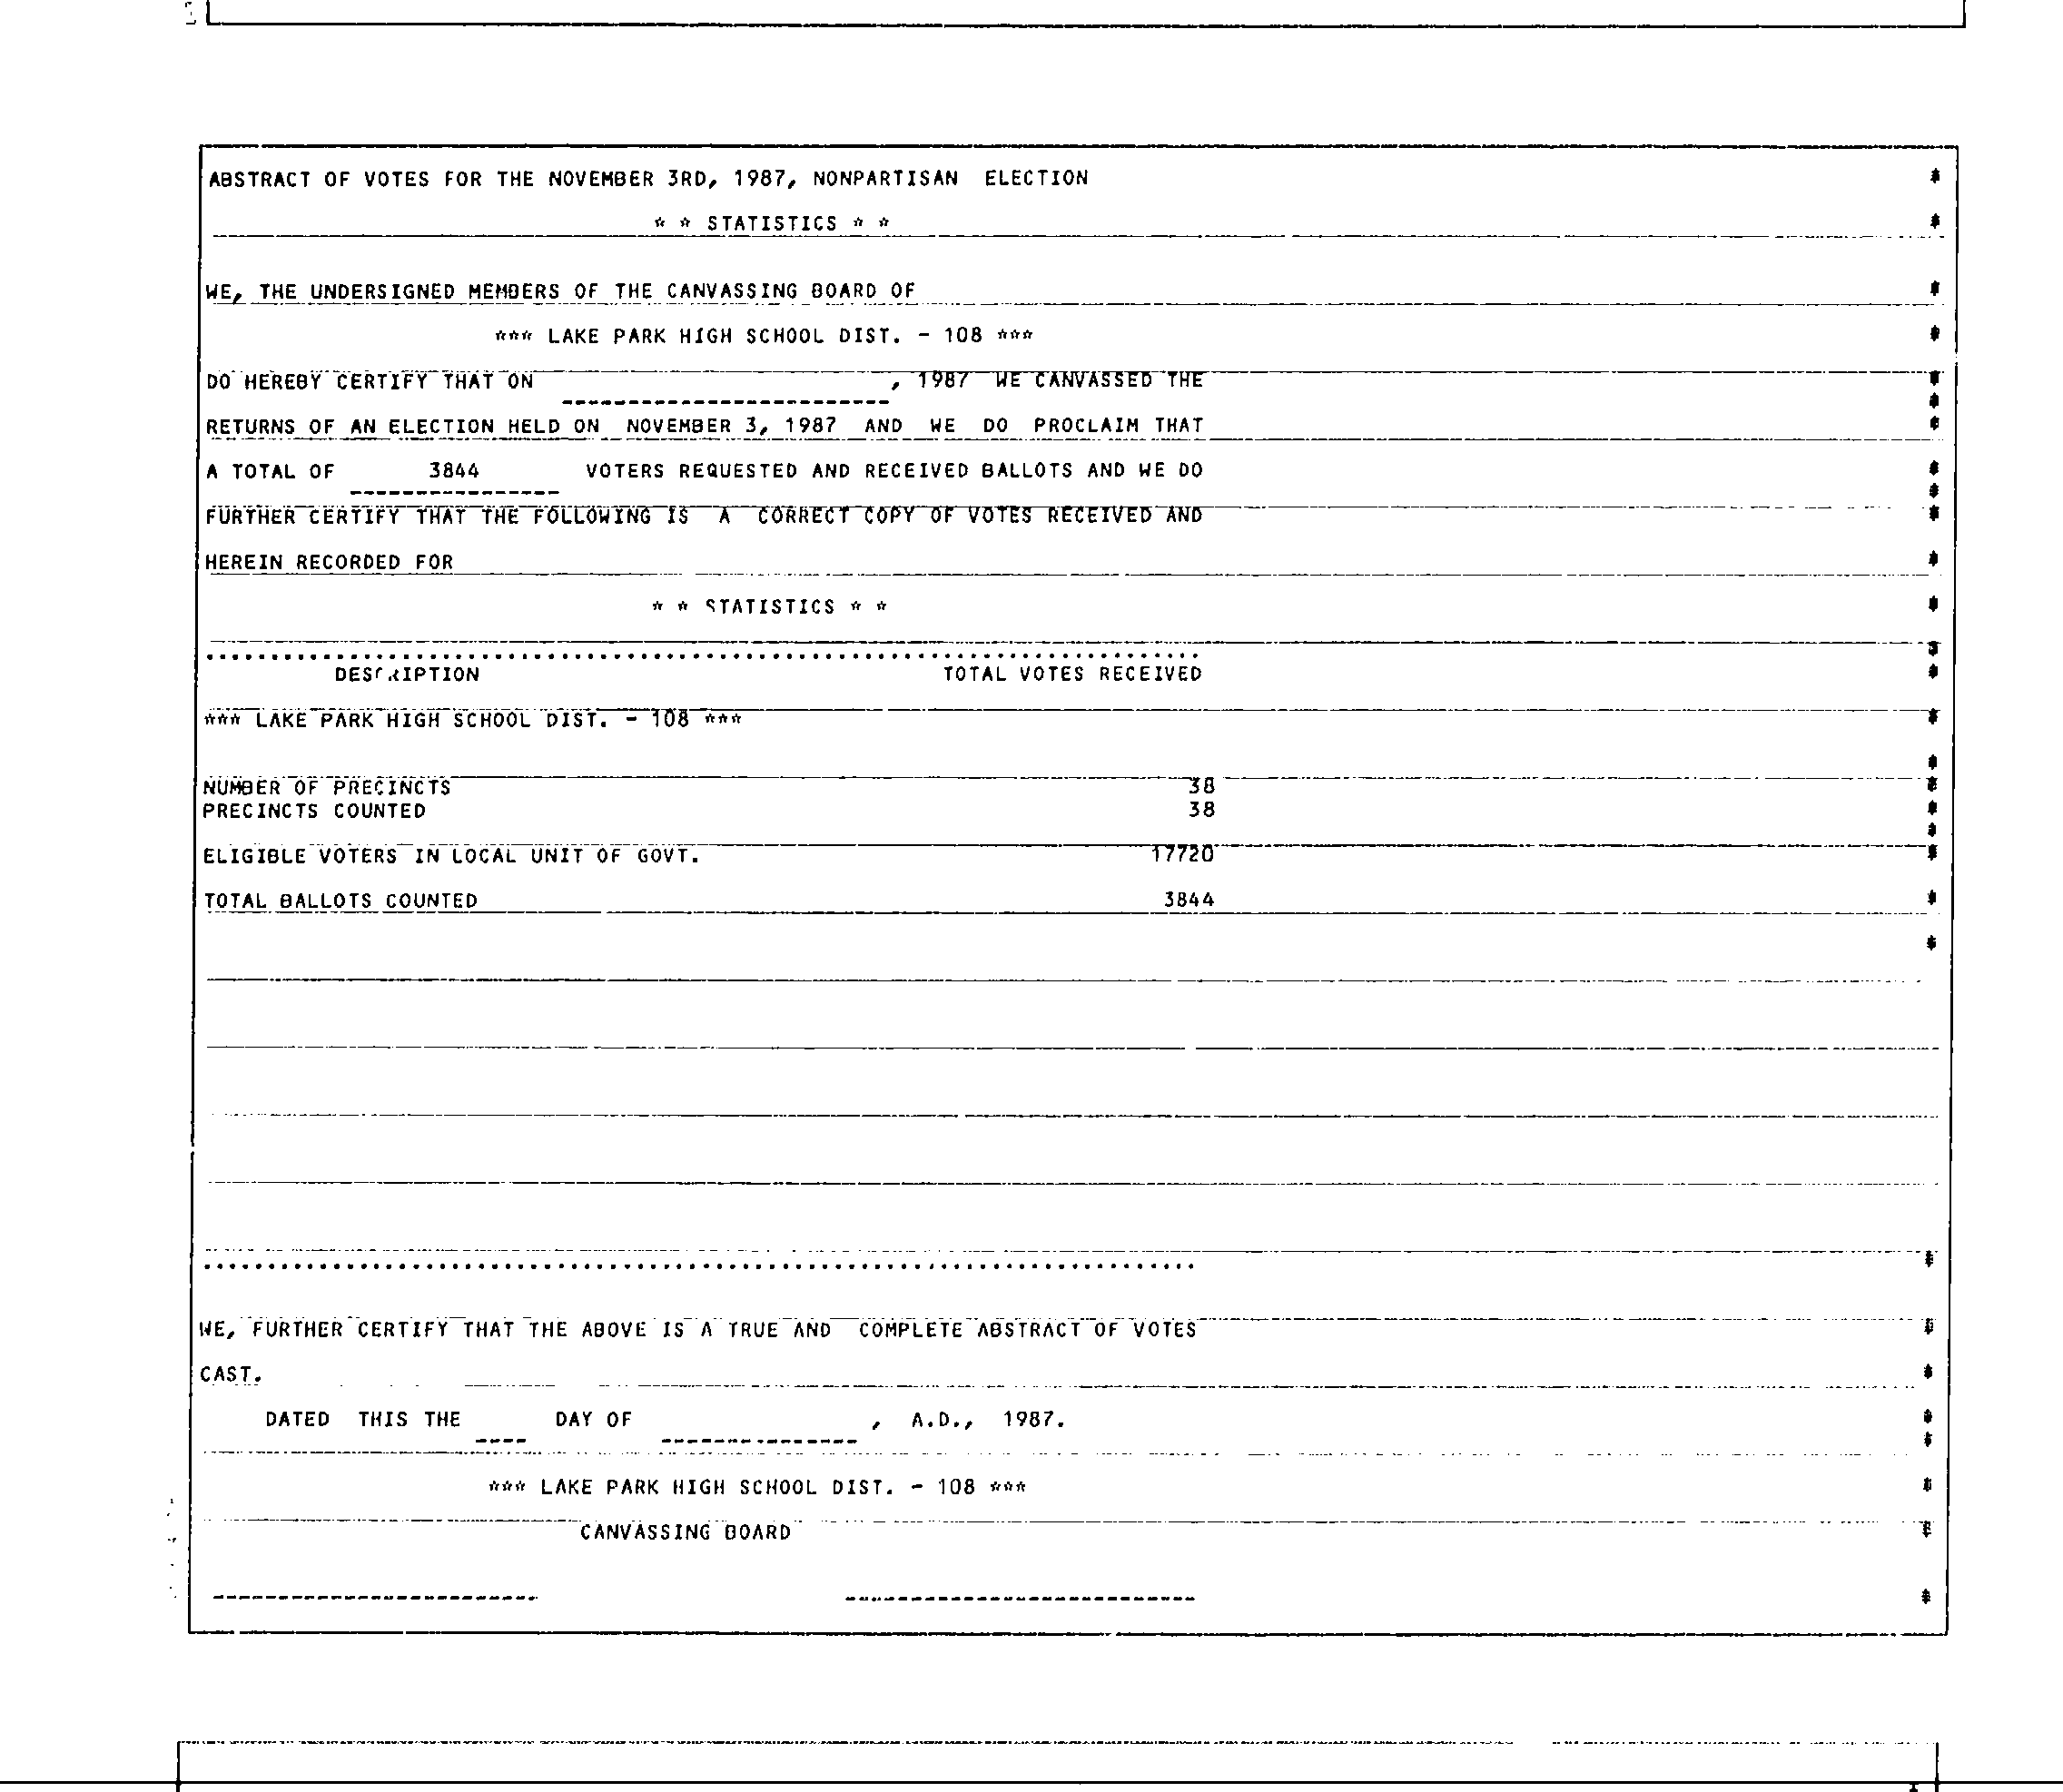 ABSTRACT OF VOTES FOR THE NOVEMBER 3RD, 1987, NONPARTISAN ELECTION
* * STATISTICS * *
WE, THE UNDERSIGNED MEMBERS OF THE CANVASSING BOARD OF
*** LAKE PARK HIGH SCHOOL DIST. - 108 ***
DO HEREBY CERTIFY THAT ON _________________________, 1987 WE CANVASSED THE
RETURNS OF AN ELECTION HELD ON NOVEMBER 3, 1987 AND WE DO PROCLAIM THAT
A TOTAL OF 3844 VOTERS REQUESTED AND RECEIVED BALLOTS AND WE DO
FURTHER CERTIFY THAT THE FOLLOWING IS A CORRECT COPY OF VOTES RECEIVED AND
HEREIN RECORDED FOR
* * STATISTICS * *
DESCRIPTION TOTAL VOTES RECEIVED
*** LAKE PARK HIGH SCHOOL DIST. - 108 ***
NUMBER OF PRECINCTS 38
PRECINCTS COUNTED 38
ELIGIBLE VOTERS IN LOCAL UNIT OF GOVT. 17720
TOTAL BALLOTS COUNTED 3844
WE, FURTHER CERTIFY THAT THE ABOVE IS A TRUE AND COMPLETE ABSTRACT OF VOTES
CAST.
DATED THIS THE ____ DAY OF _______________, A.D., 1987.
*** LAKE PARK HIGH SCHOOL DIST. - 108 ***
CANVASSING BOARD